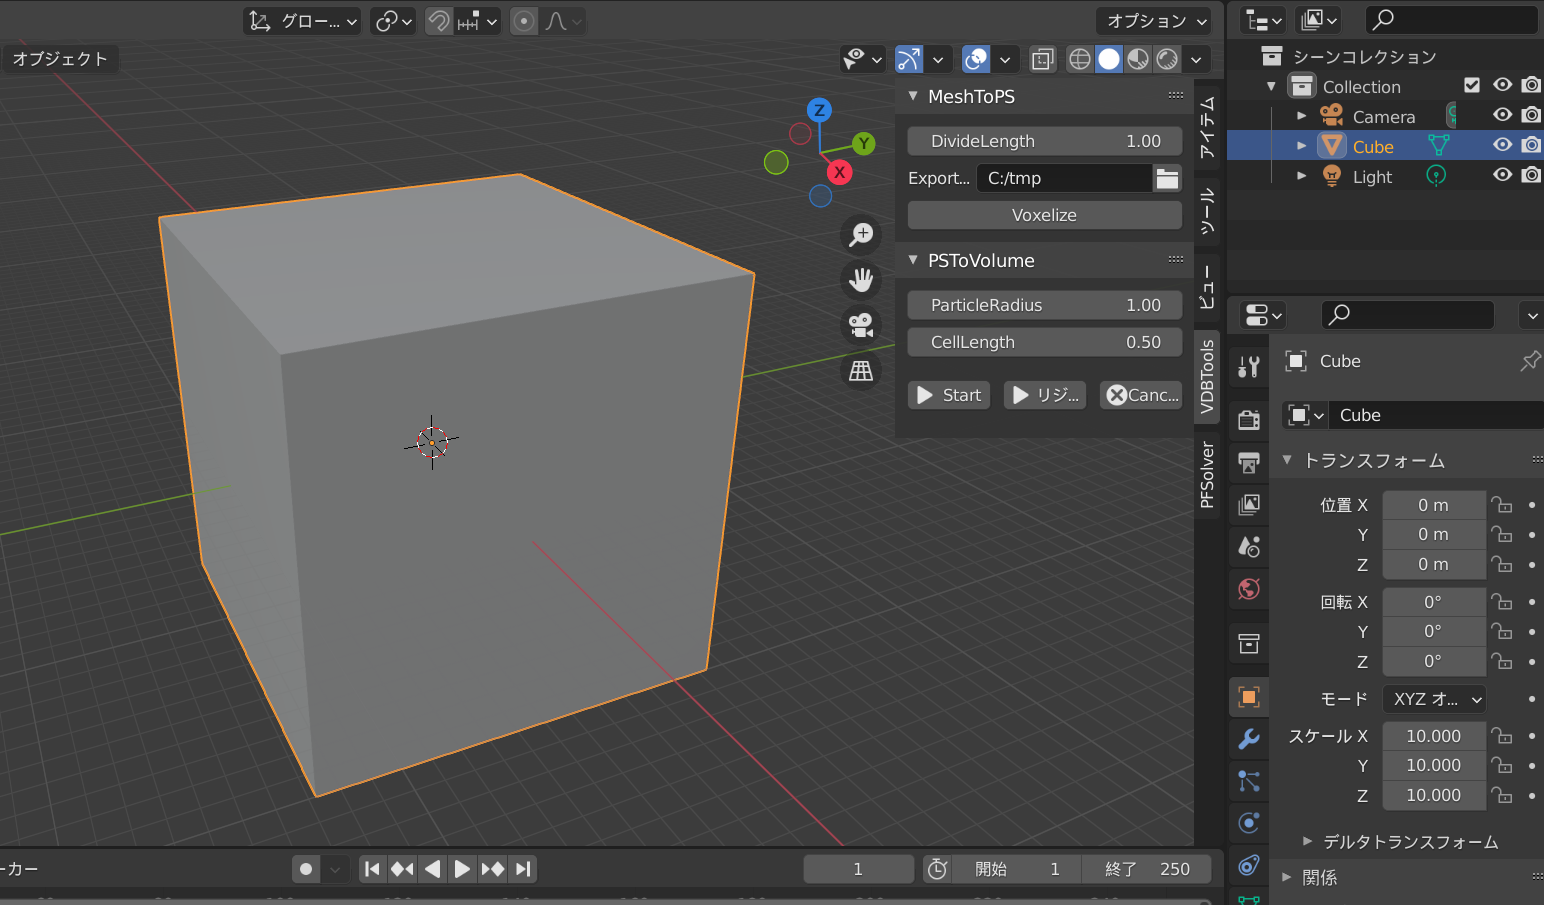 グロー...
オプション
オブジェクト
Z
Y
X
MeshToPS
DivideLength 1.00
Export... C:/tmp
Voxelize
PSToVolume
ParticleRadius 1.00
CellLength 0.50
Start
リジ...
Canc...
アイテム
ツール
ビュー
VDBTools
PFSolver
シーンコレクション
Collection
Camera
Cube
Light
Cube
Cube
トランスフォーム
位置 X 0 m
Y 0 m
Z 0 m
回転 X 0°
Y 0°
Z 0°
モード XYZ オ...
スケール X 10.000
Y 10.000
Z 10.000
デルタトランスフォーム
関係
ーカー
1
開始 1
終了 250